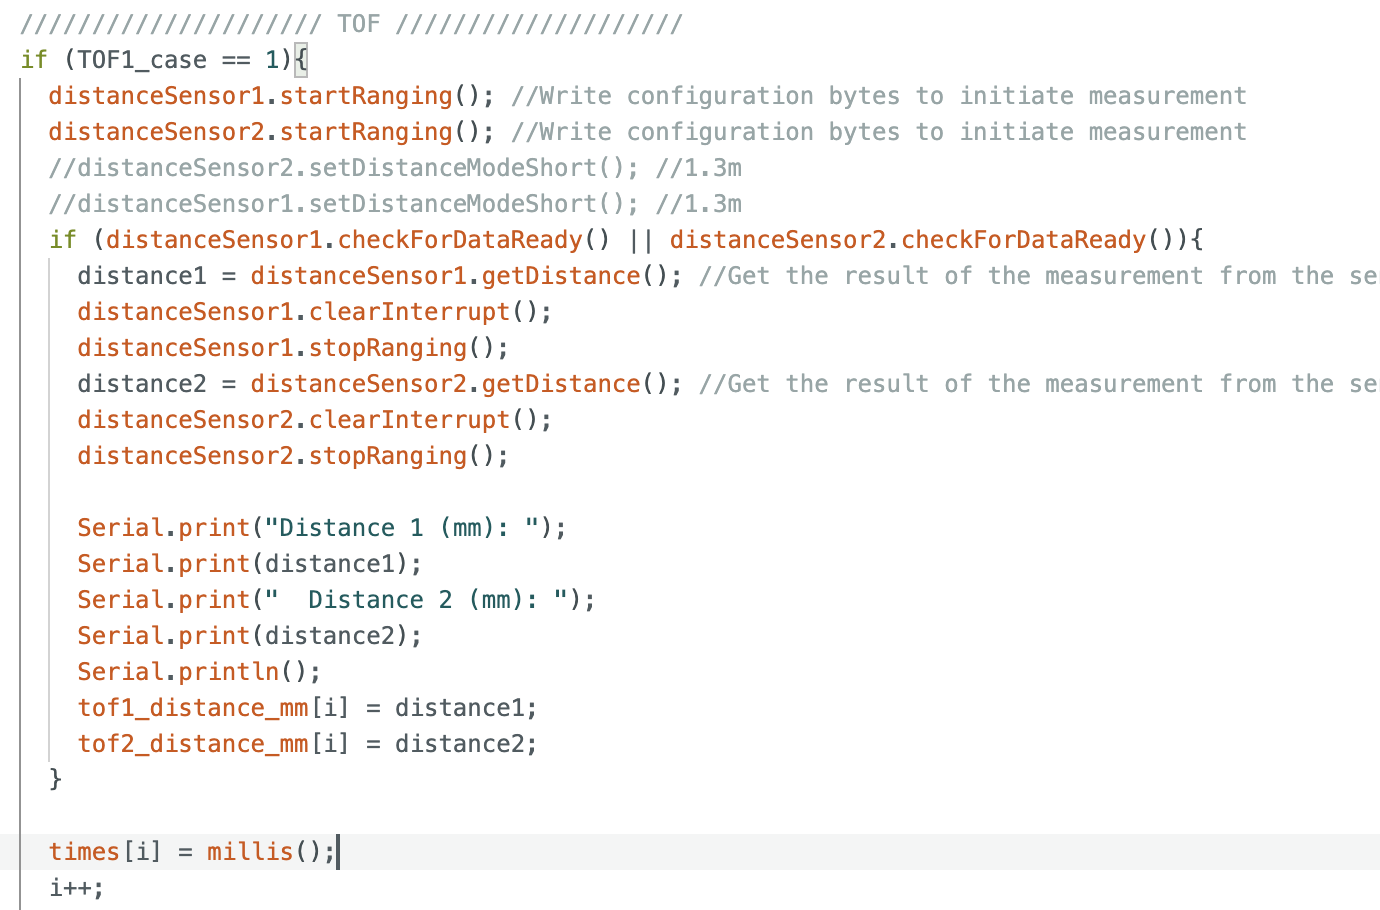 ///////////////////// TOF ////////////////////
if (TOF1_case == 1){
distanceSensor1.startRanging(); //Write configuration bytes to initiate measurement
distanceSensor2.startRanging(); //Write configuration bytes to initiate measurement
//distanceSensor2.setDistanceModeShort(); //1.3m
//distanceSensor1.setDistanceModeShort(); //1.3m
if (distanceSensor1.checkForDataReady() || distanceSensor2.checkForDataReady()){
distance1 = distanceSensor1.getDistance(); //Get the result of the measurement from the se
distanceSensor1.clearInterrupt();
distanceSensor1.stopRanging();
distance2 = distanceSensor2.getDistance(); //Get the result of the measurement from the se
distanceSensor2.clearInterrupt();
distanceSensor2.stopRanging();
Serial.print("Distance 1 (mm): ");
Serial.print(distance1);
Serial.print("  Distance 2 (mm): ");
Serial.print(distance2);
Serial.println();
tof1_distance_mm[i] = distance1;
tof2_distance_mm[i] = distance2;
}
times[i] = millis();
i++;